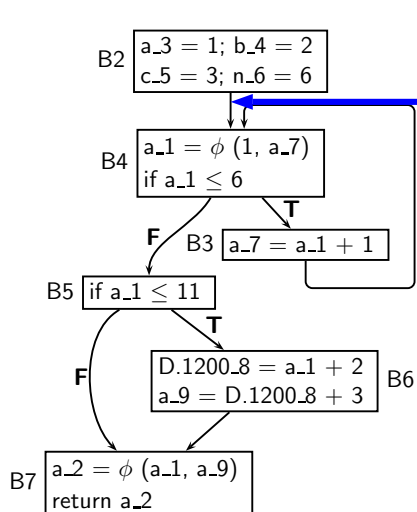 B2
a_3 = 1; b_4 = 2
c_5 = 3; n_6 = 6
B4
a_1 = ϕ (1, a_7)
if a_1 ≤ 6
F
T
B3
a_7 = a_1 + 1
B5
if a_1 ≤ 11
F
T
D.1200_8 = a_1 + 2
a_9 = D.1200_8 + 3
B6
B7
a_2 = ϕ (a_1, a_9)
return a_2